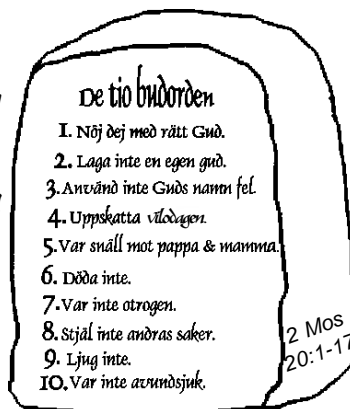 De tio budorden
1. Nöj dej med rätt Gud.
2. Laga inte en egen gud.
3. Använd inte Guds namn fel.
4. Uppskatta vilodagen.
5. Var snäll mot pappa & mamma.
6. Döda inte.
7. Var inte otrogen.
8. Stjäl inte andras saker.
9. Ljug inte.
10. Var inte avundsjuk.
2 Mos
20:1-17